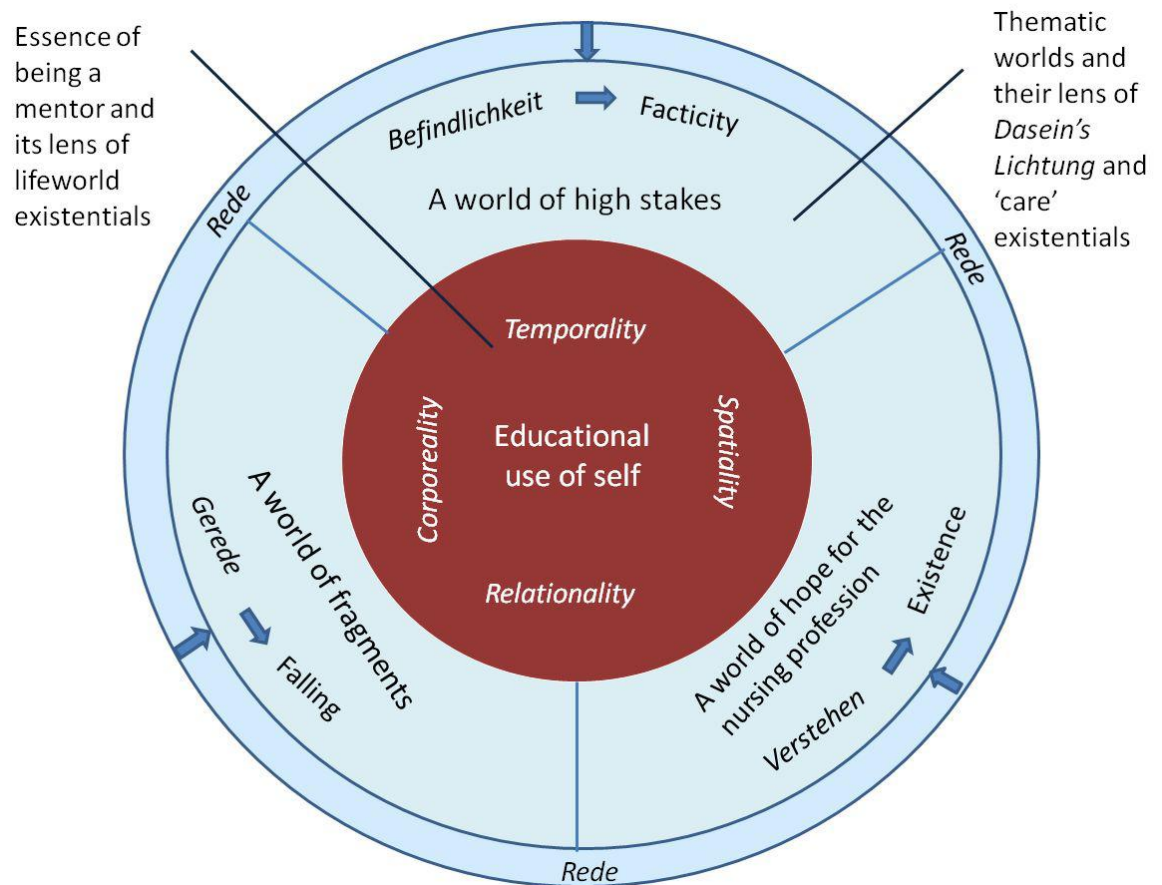 Essence of
being a
mentor and
its lens of
lifeworld
existentials
Thematic
worlds and
their lens of
Dasein's
Lichtung and
‘care’
existentials
Befindlichkeit
Facticity
A world of high stakes
Rede
Rede
Temporality
Corporeality
Spatiality
Educational
use of self
Relationality
Gerede
Falling
A world of fragments
A world of hope for the
nursing profession
Verstehen
Existence
Rede